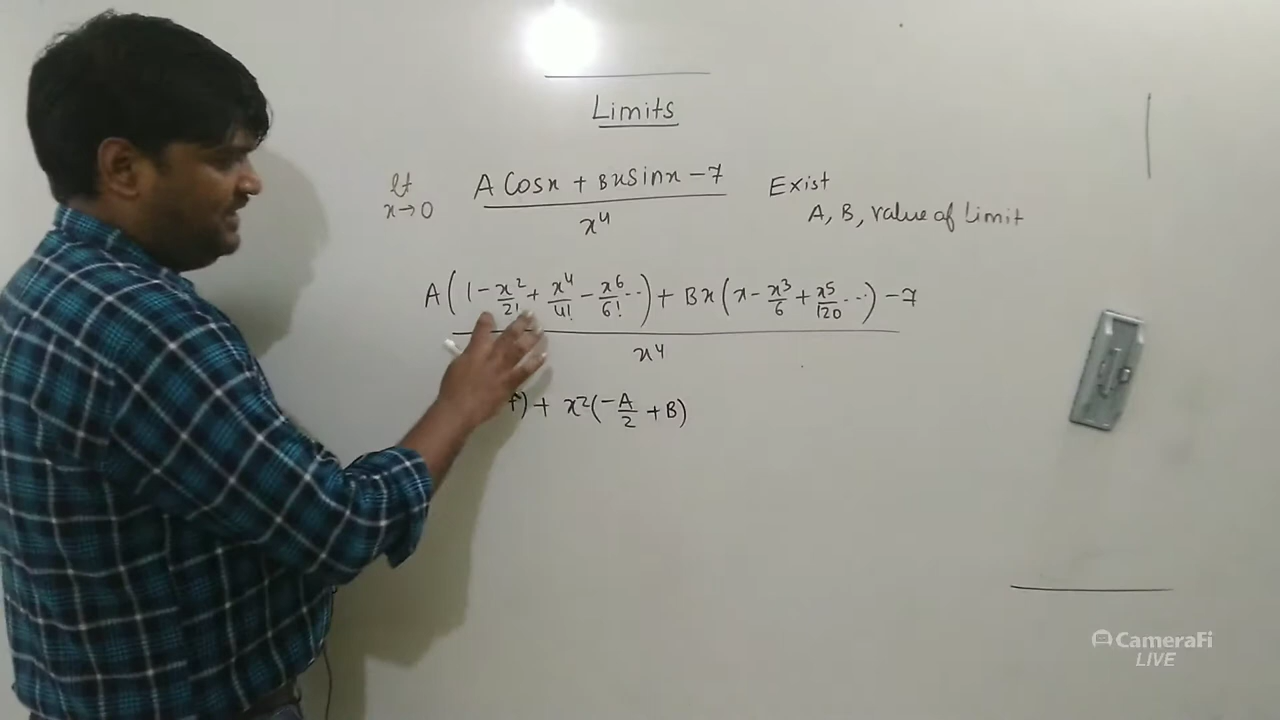 Limits
lt A Cosx + Bxsinx - 7 Exist
x→0 x⁴ A, B, value of Limit
A(1 - x²/2! + x⁴/4! - x⁶/6! ...) + Bx(x - x³/6 + x⁵/120 ...) - 7
x⁴
) + x²(-A/2 + B)
CameraFi
LIVE